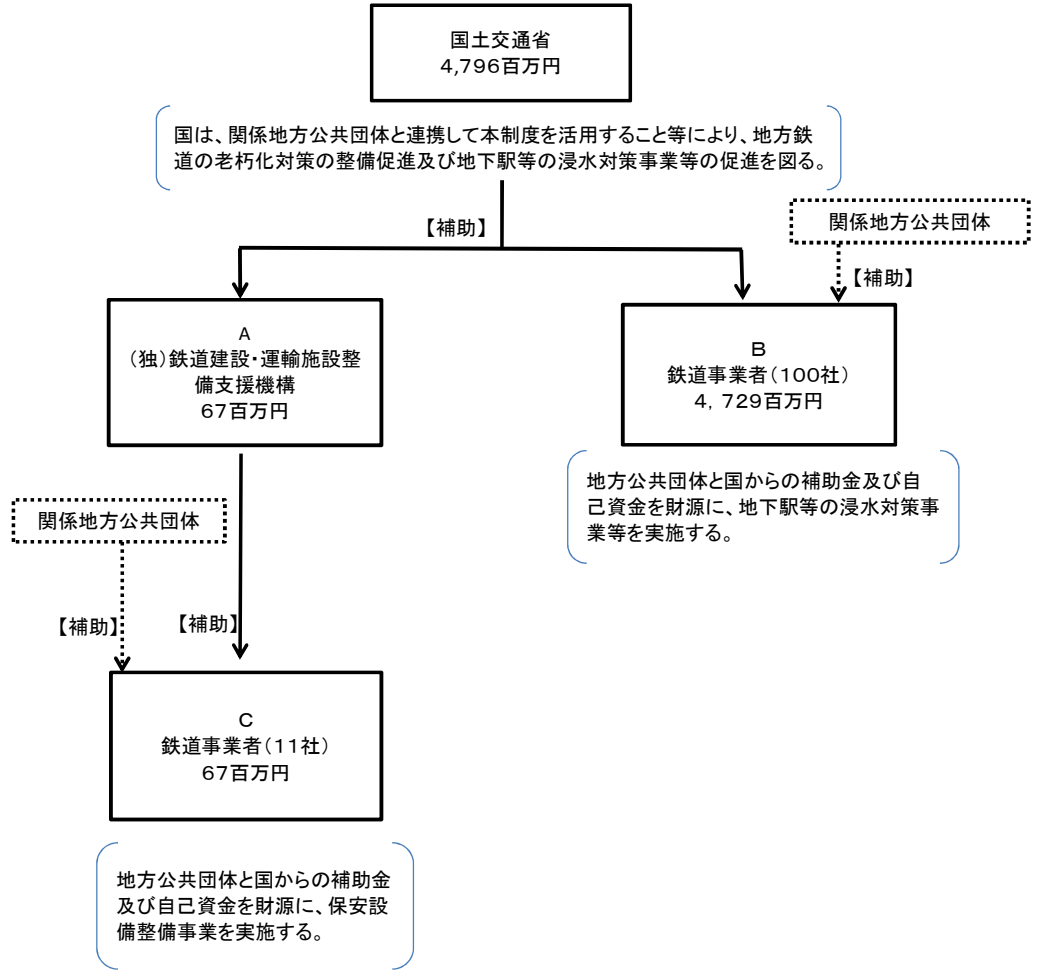 国土交通省
4,796百万円
国は、関係地方公共団体と連携して本制度を活用すること等により、地方鉄
道の老朽化対策の整備促進及び地下駅等の浸水対策事業等の促進を図る。
【補助】
関係地方公共団体
【補助】
A
（独）鉄道建設・運輸施設整
備支援機構
67百万円
B
鉄道事業者（100社）
4，729百万円
地方公共団体と国からの補助金及び自
己資金を財源に、地下駅等の浸水対策事
業等を実施する。
関係地方公共団体
【補助】
【補助】
C
鉄道事業者（11社）
67百万円
地方公共団体と国からの補助金
及び自己資金を財源に、保安設
備整備事業を実施する。